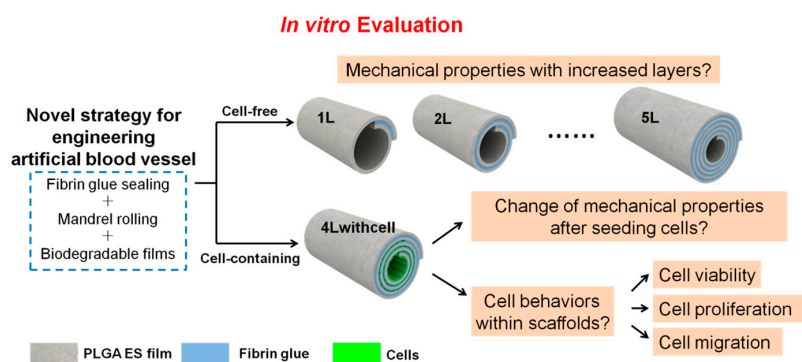 In vitro Evaluation
Mechanical properties with increased layers?
Novel strategy for
engineering
artificial blood vessel
Fibrin glue sealing
+
Mandrel rolling
+
Biodegradable films
Cell-free
1L
2L
......
5L
Cell-containing
4Lwithcell
Change of mechanical properties
after seeding cells?
Cell behaviors
within scaffolds?
Cell viability
Cell proliferation
Cell migration
PLGA ES film
Fibrin glue
Cells